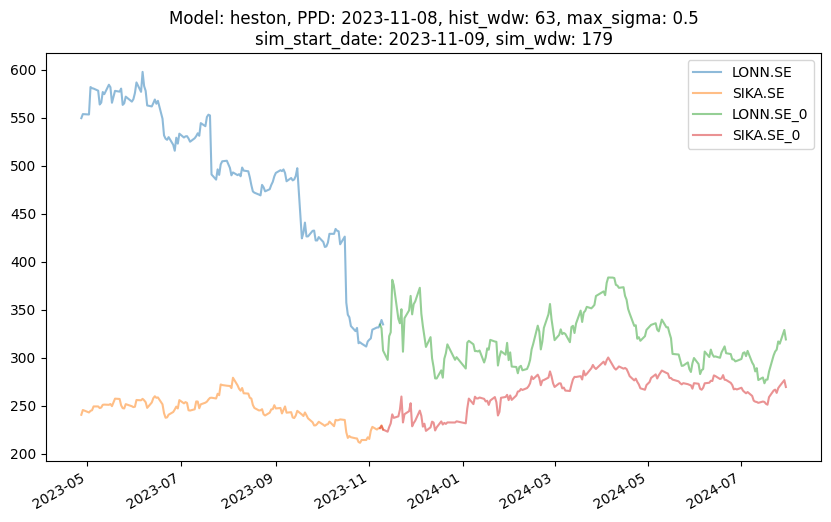 Model: heston, PPD: 2023-11-08, hist_wdw: 63, max_sigma: 0.5
sim_start_date: 2023-11-09, sim_wdw: 179
LONN.SE
SIKA.SE
LONN.SE_0
SIKA.SE_0
600
550
500
450
400
350
300
250
200
2023-05
2023-07
2023-09
2023-11
2024-01
2024-03
2024-05
2024-07